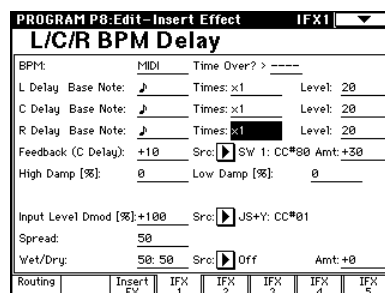 PROGRAM P8:Edit-Insert Effect IFX1
L/C/R BPM Delay
BPM: MIDI Time Over? > ----
L Delay Base Note: ♪ Times: x1 Level: 20
C Delay Base Note: ♪ Times: x1 Level: 20
R Delay Base Note: ♪ Times: x1 Level: 20
Feedback (C Delay): +10 Src: SW 1: CC#80 Amt: +30
High Damp [%]: 0 Low Damp [%]: 0
Input Level Dmod [%]: +100 Src: JS+Y: CC#01
Spread: 50
Wet/Dry: 50: 50 Src: Off Amt: +0
Routing Insert FX IFX 1 IFX 2 IFX 3 IFX 4 IFX 5